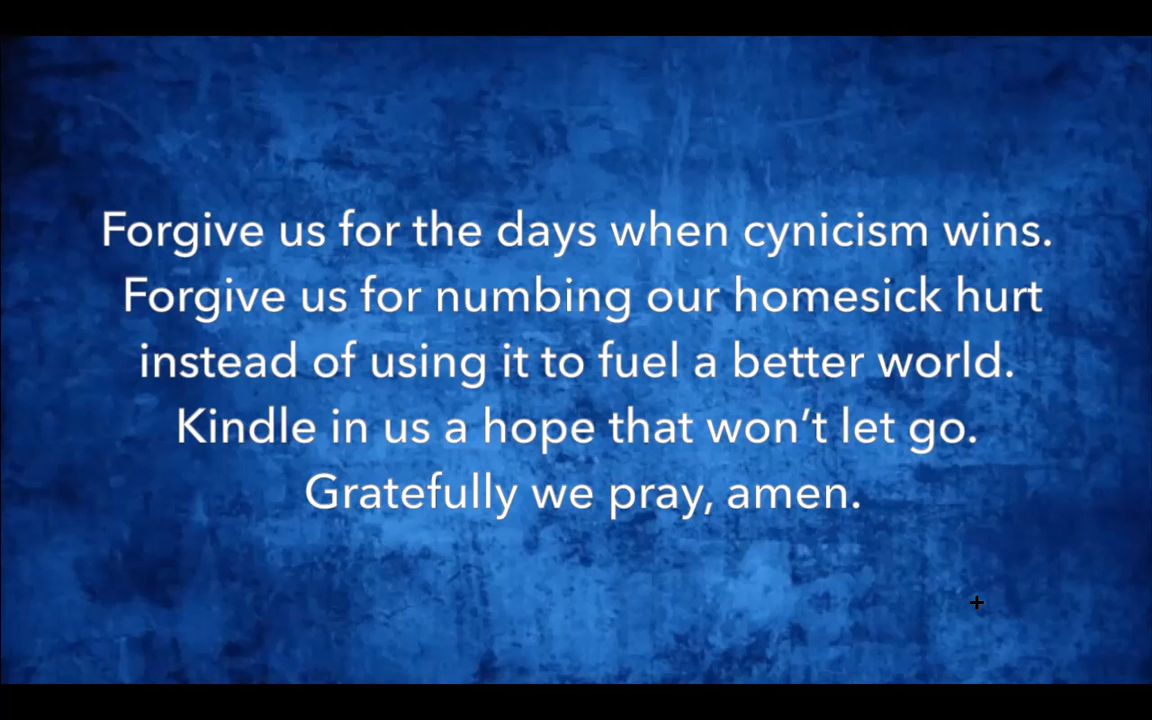 Forgive us for the days when cynicism wins.
Forgive us for numbing our homesick hurt
instead of using it to fuel a better world.
Kindle in us a hope that won’t let go.
Gratefully we pray, amen.